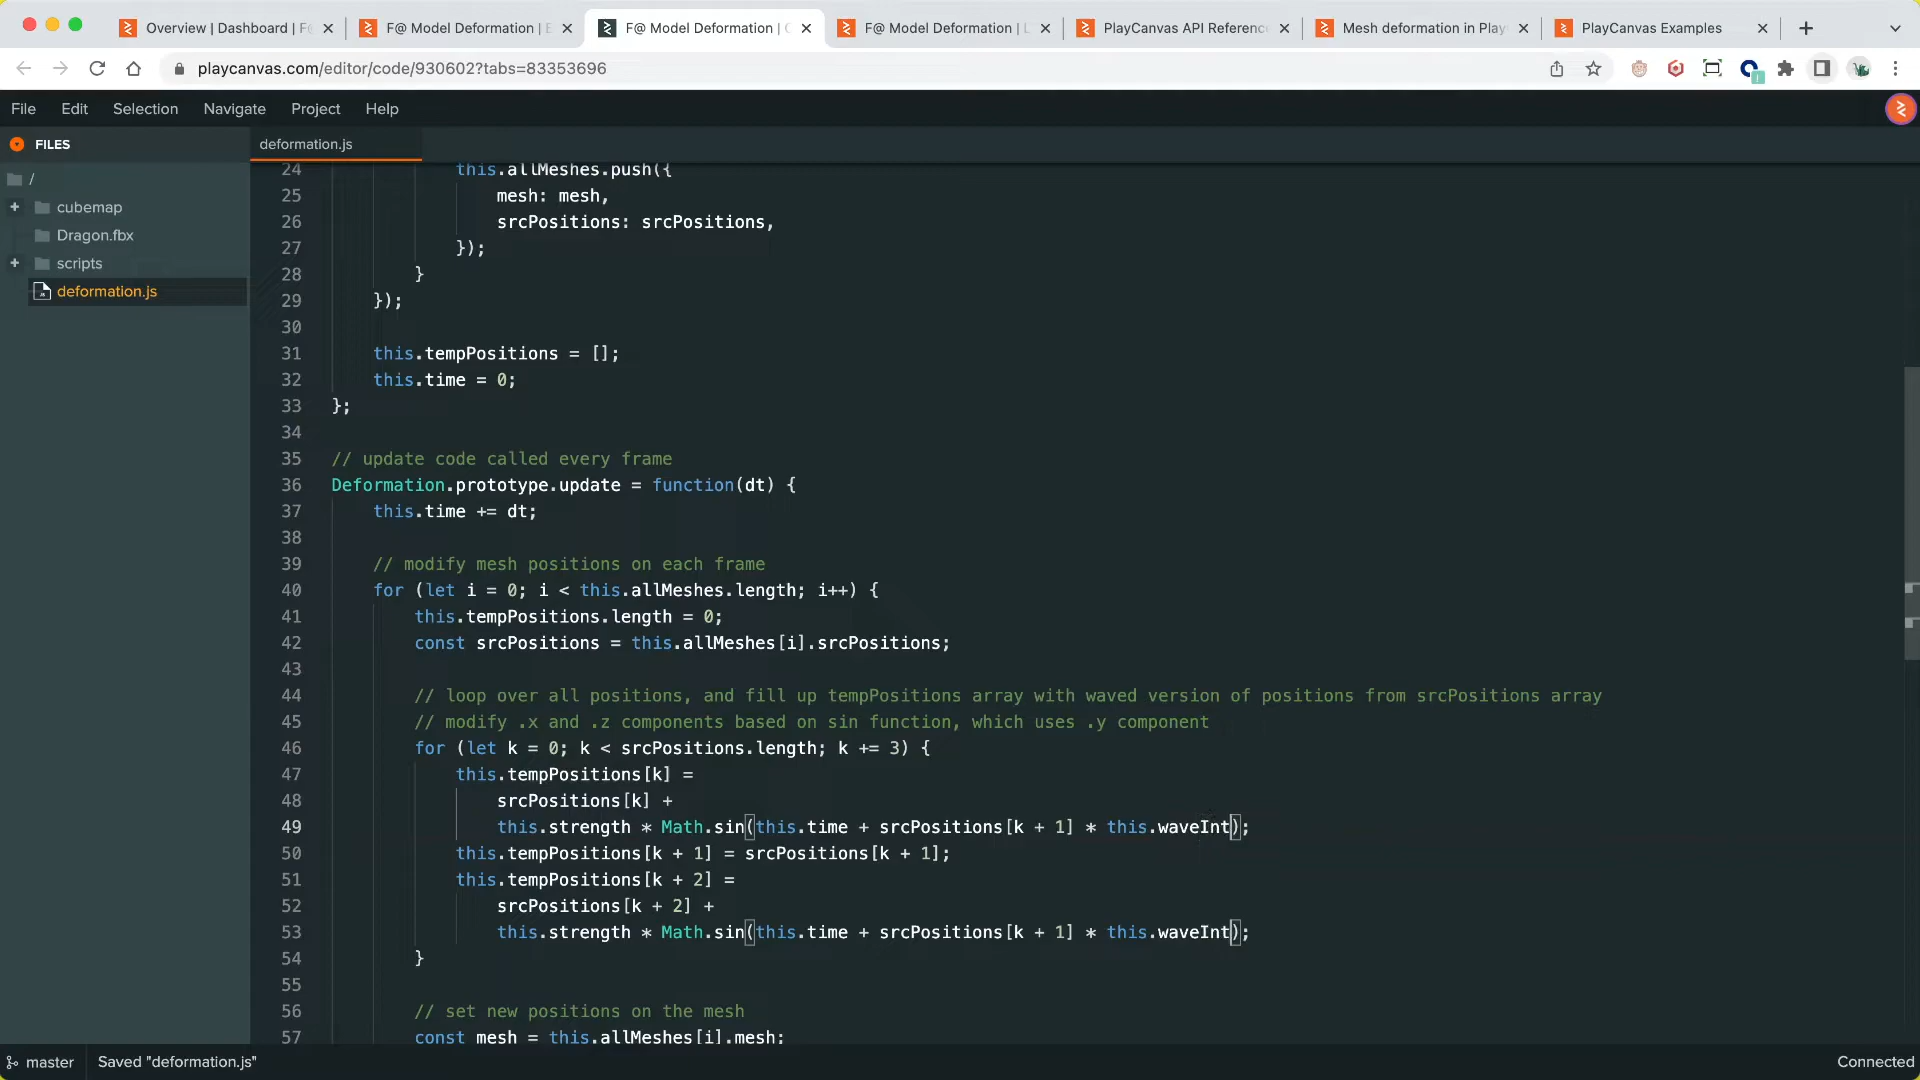 Overview | Dashboard | F@
F@ Model Deformation | E
F@ Model Deformation | C
F@ Model Deformation | L
PlayCanvas API Referenc
Mesh deformation in Play
PlayCanvas Examples
playcanvas.com/editor/code/930602?tabs=83353696
File Edit Selection Navigate Project Help
FILES
/
cubemap
Dragon.fbx
scripts
deformation.js
deformation.js
24 this.allMeshes.push({
25 mesh: mesh,
26 srcPositions: srcPositions,
27 });
28 }
29 });
30
31 this.tempPositions = [];
32 this.time = 0;
33 };
34
35 // update code called every frame
36 Deformation.prototype.update = function(dt) {
37 this.time += dt;
38
39 // modify mesh positions on each frame
40 for (let i = 0; i < this.allMeshes.length; i++) {
41 this.tempPositions.length = 0;
42 const srcPositions = this.allMeshes[i].srcPositions;
43
44 // loop over all positions, and fill up tempPositions array with waved version of positions from srcPositions array
45 // modify .x and .z components based on sin function, which uses .y component
46 for (let k = 0; k < srcPositions.length; k += 3) {
47 this.tempPositions[k] =
48 srcPositions[k] +
49 this.strength * Math.sin(this.time + srcPositions[k + 1] * this.waveInt);
50 this.tempPositions[k + 1] = srcPositions[k + 1];
51 this.tempPositions[k + 2] =
52 srcPositions[k + 2] +
53 this.strength * Math.sin(this.time + srcPositions[k + 1] * this.waveInt);
54 }
55
56 // set new positions on the mesh
57 const mesh = this.allMeshes[i].mesh;
master Saved "deformation.js" Connected